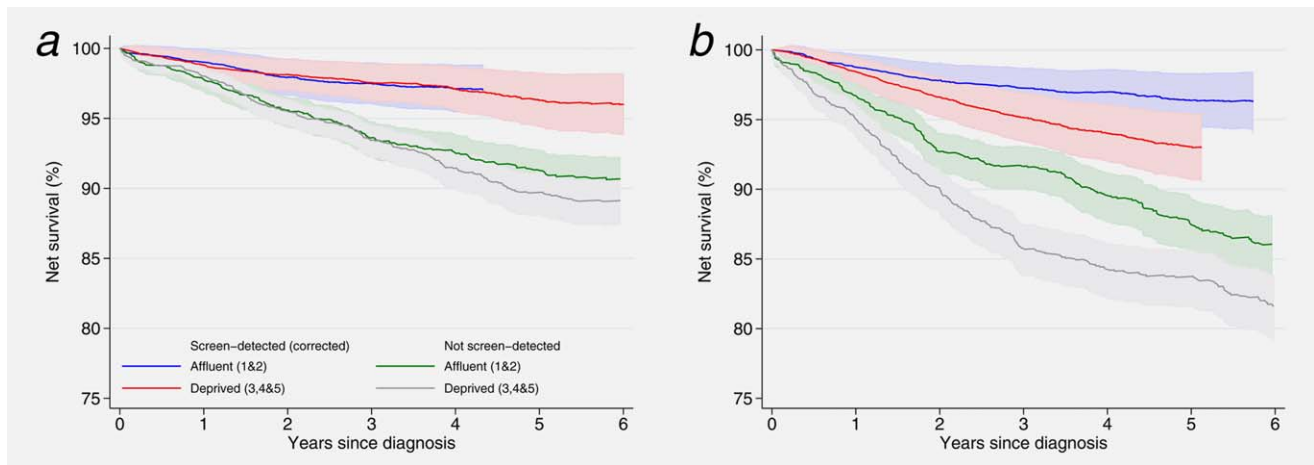 a
100
95
90
85
80
75
Net survival (%)
0 1 2 3 4 5 6
Years since diagnosis
Screen-detected (corrected) Not screen-detected
Affluent (1&2) Affluent (1&2)
Deprived (3,4&5) Deprived (3,4&5)
b
100
95
90
85
80
75
Net survival (%)
0 1 2 3 4 5 6
Years since diagnosis